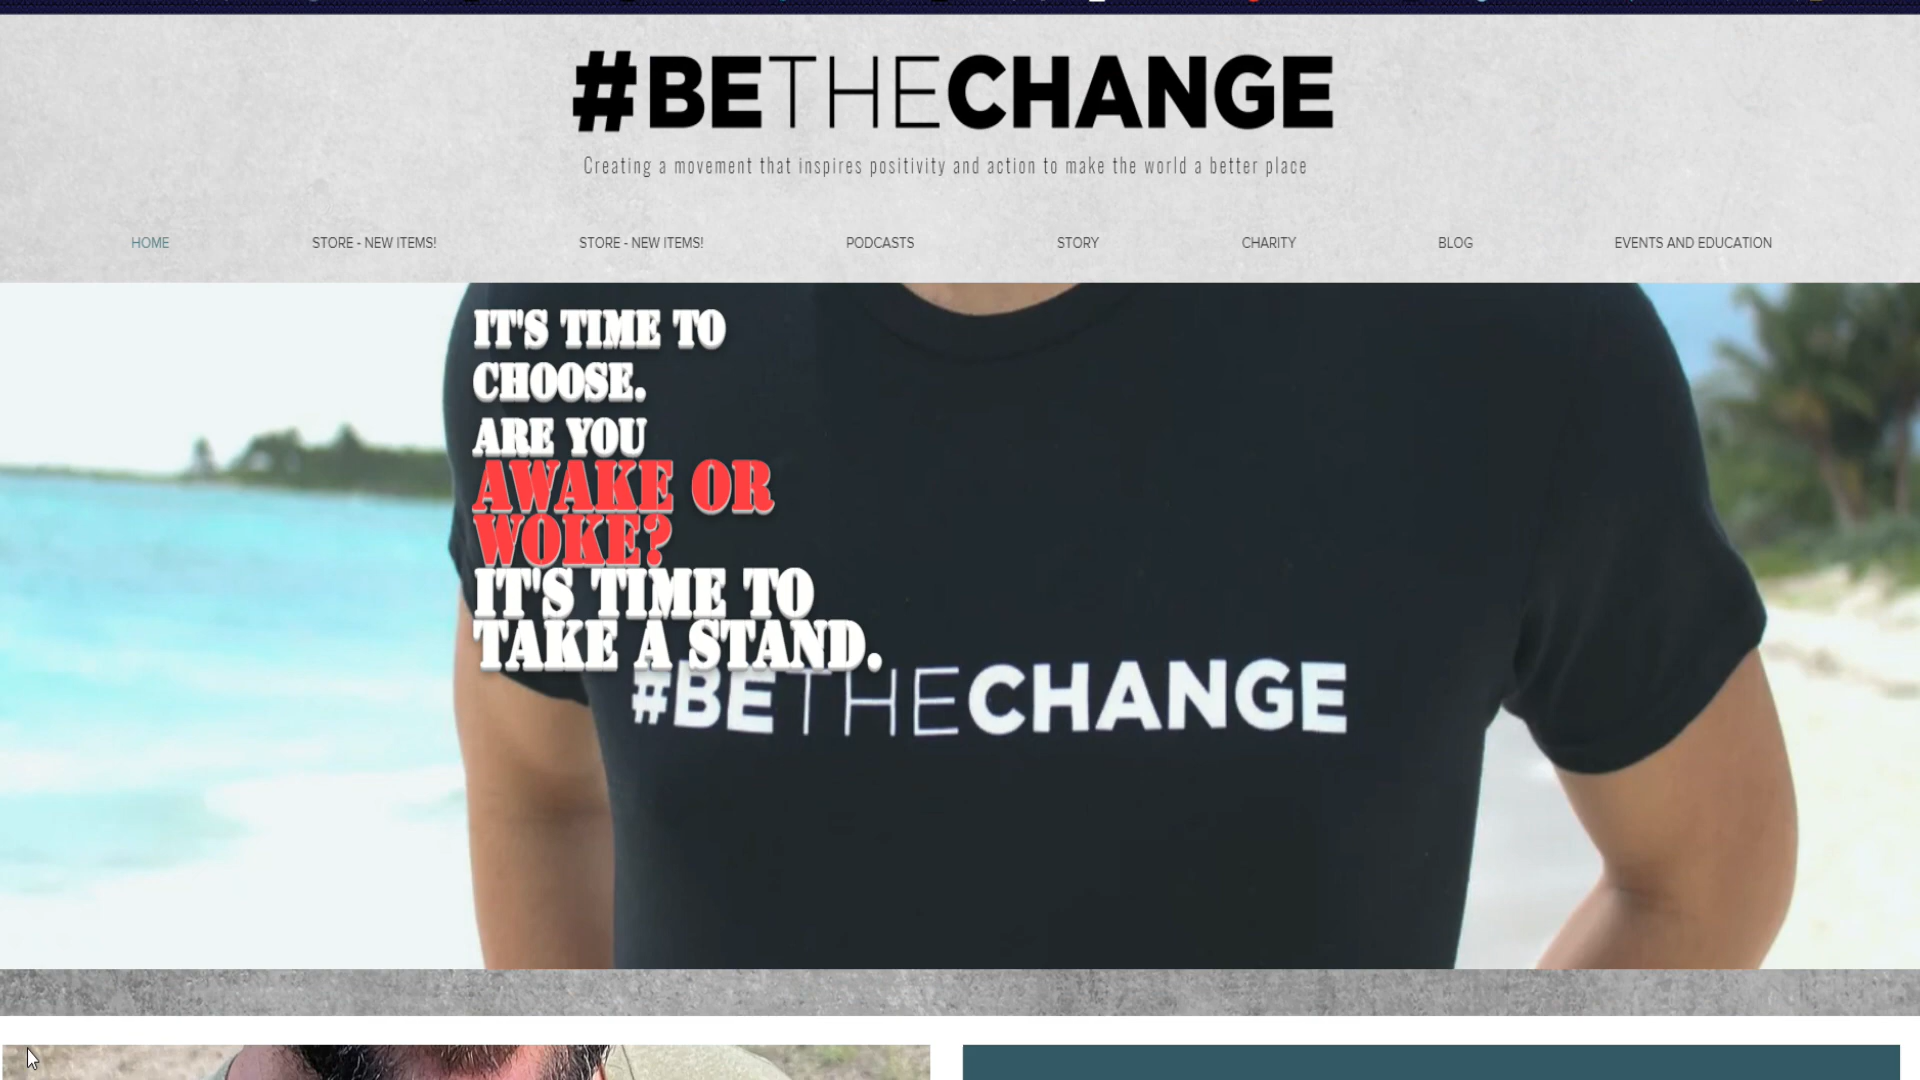 #BETHECHANGE
Creating a movement that inspires positivity and action to make the world a better place
HOME
STORE - NEW ITEMS!
STORE - NEW ITEMS!
PODCASTS
STORY
CHARITY
BLOG
EVENTS AND EDUCATION
IT'S TIME TO
CHOOSE.
ARE YOU
AWAKE OR
WOKE?
IT'S TIME TO
TAKE A STAND.
#BETHECHANGE